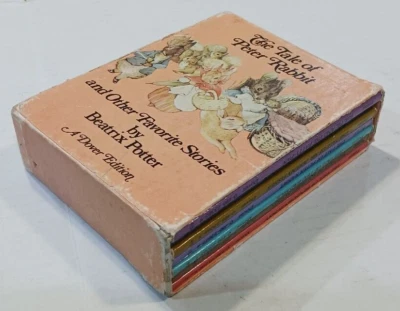 The Tale of
Peter Rabbit
and Other Favorite Stories
by
Beatrix Potter
A Dover Edition